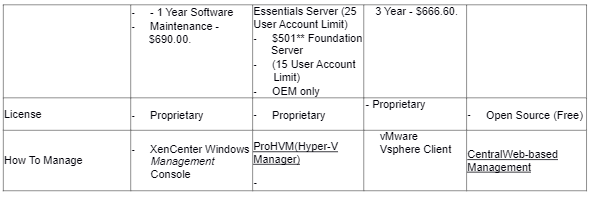 - - 1 Year Software
- Maintenance -
$690.00.
Essentials Server (25
User Account Limit)
- $501** Foundation
Server
- (15 User Account
Limit)
- OEM only
3 Year - $666.60.
License
- Proprietary
- Proprietary
- Proprietary
- Open Source (Free)
How To Manage
- XenCenter Windows
Management
Console
ProHVM(Hyper-V
Manager)
-
vMware
Vsphere Client
CentralWeb-based
Management